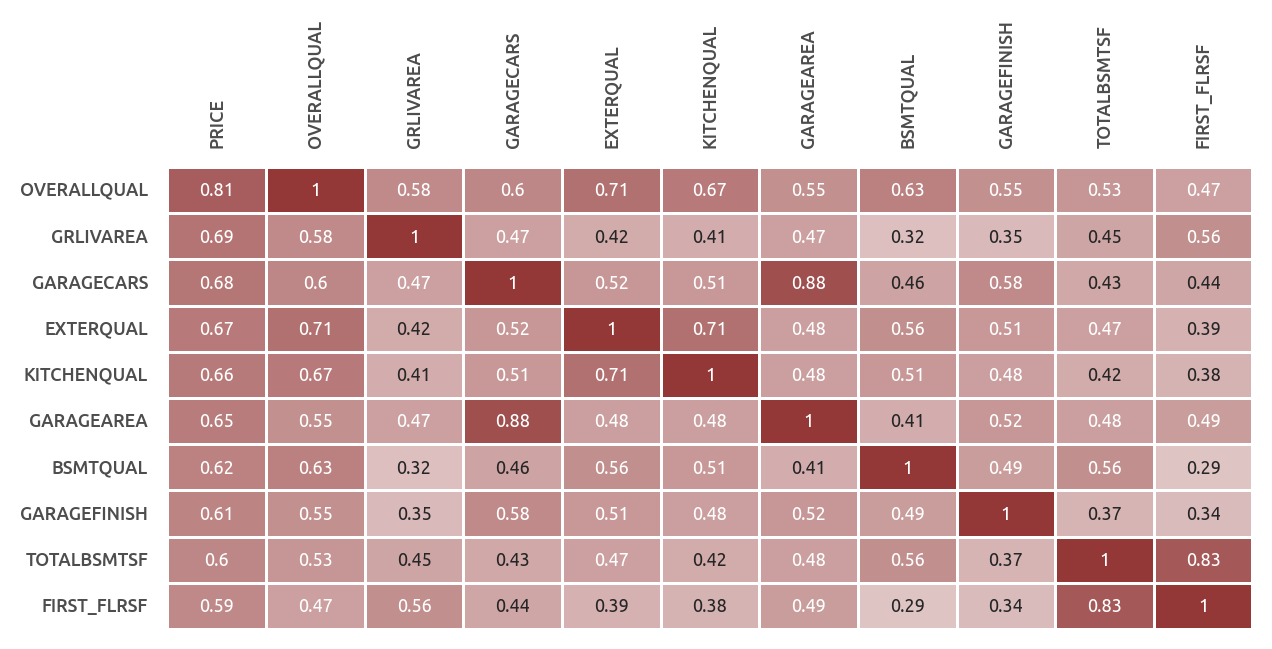 PRICE OVERALLQUAL GRLIVAREA GARAGECARS EXTERQUAL KITCHENQUAL GARAGEAREA BSMTQUAL GARAGEFINISH TOTALBSMTSF FIRST_FLRSF
OVERALLQUAL 0.81 1 0.58 0.6 0.71 0.67 0.55 0.63 0.55 0.53 0.47
GRLIVAREA 0.69 0.58 1 0.47 0.42 0.41 0.47 0.32 0.35 0.45 0.56
GARAGECARS 0.68 0.6 0.47 1 0.52 0.51 0.88 0.46 0.58 0.43 0.44
EXTERQUAL 0.67 0.71 0.42 0.52 1 0.71 0.48 0.56 0.51 0.47 0.39
KITCHENQUAL 0.66 0.67 0.41 0.51 0.71 1 0.48 0.51 0.48 0.42 0.38
GARAGEAREA 0.65 0.55 0.47 0.88 0.48 0.48 1 0.41 0.52 0.48 0.49
BSMTQUAL 0.62 0.63 0.32 0.46 0.56 0.51 0.41 1 0.49 0.56 0.29
GARAGEFINISH 0.61 0.55 0.35 0.58 0.51 0.48 0.52 0.49 1 0.37 0.34
TOTALBSMTSF 0.6 0.53 0.45 0.43 0.47 0.42 0.48 0.56 0.37 1 0.83
FIRST_FLRSF 0.59 0.47 0.56 0.44 0.39 0.38 0.49 0.29 0.34 0.83 1